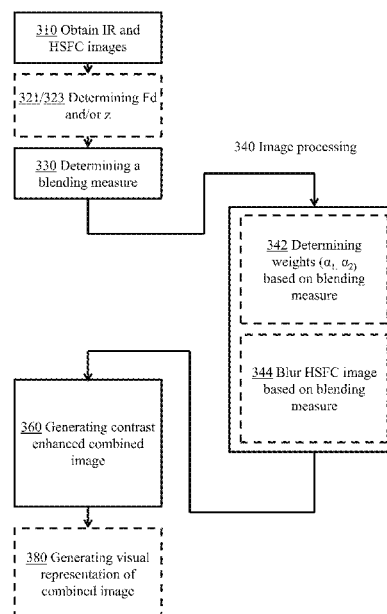 310 Obtain IR and
HSFC images
321/323 Determining Fd
and/or z
330 Determining a
blending measure
340 Image processing
342 Determining
weights (α1, α2)
based on blending
measure
344 Blur HSFC image
based on blending
measure
360 Generating contrast
enhanced combined
image
380 Generating visual
representation of
combined image